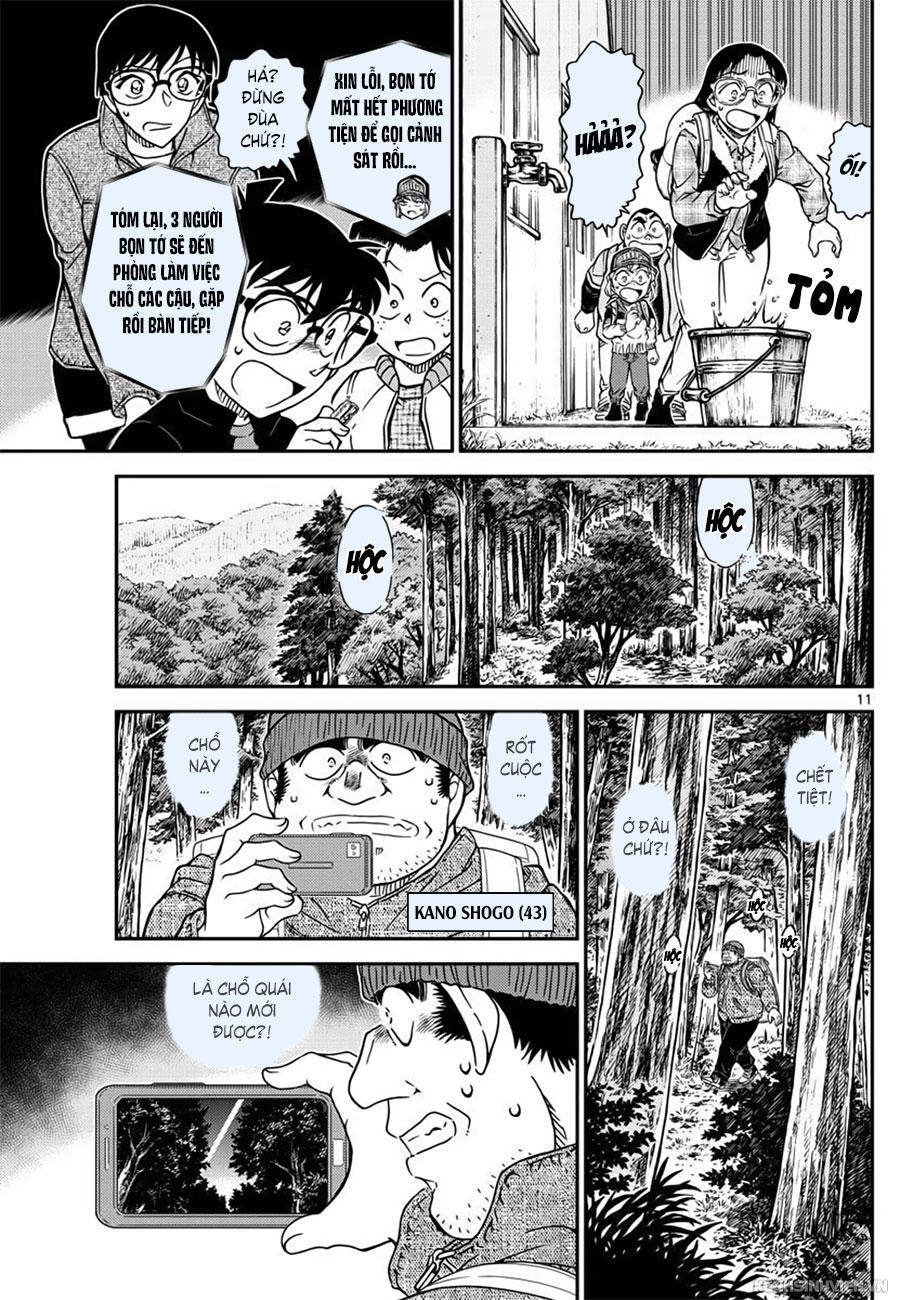 ỐI!
HẢẢẢ?
TỎM
XIN LỖI, BỌN TỚ
MẤT HẾT PHƯƠNG
TIỆN ĐỂ GỌI CẢNH
SÁT RỒI...
HẢ?
ĐỪNG
ĐÙA
CHỨ?!
TÓM LẠI, 3 NGƯỜI
BỌN TỚ SẼ ĐẾN
PHÒNG LÀM VIỆC
CHỖ CÁC CẬU, GẶP
RỒI BÀN TIẾP!
HỘC
HỘC
11
CHẾT
TIỆT!
Ở ĐÂU
CHỨ?!
HỘC
HỘC
HỘC
RỐT
CUỘC
...
CHỖ
NÀY
...
KANO SHOGO (43)
LÀ CHỖ QUÁI
NÀO MỚI
ĐƯỢC?!